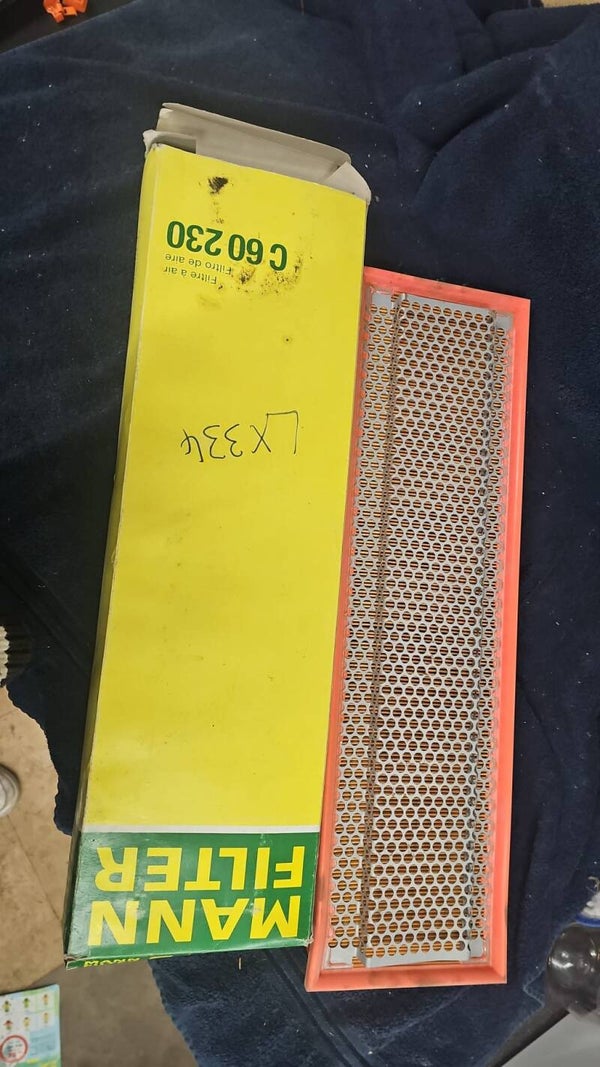 MANN
FILTER
LX334
Filtre à air
Filtro de aire
C 60 230